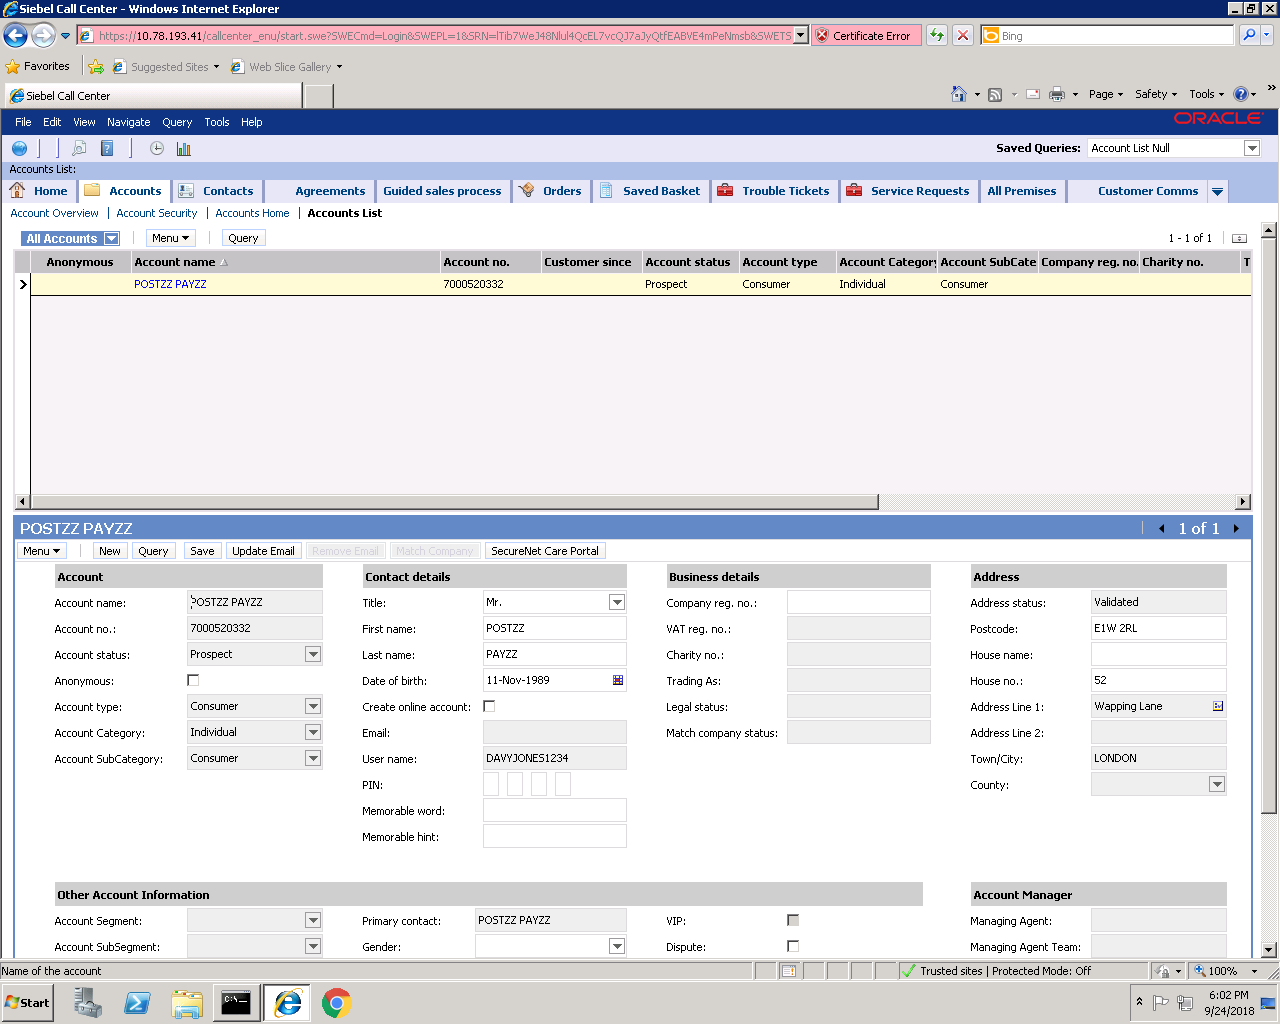 Siebel Call Center - Windows Internet Explorer
https://10.78.193.41/callcenter_enu/start.swe?SWECmd=Login&SWEPL=1&SRN=
Certificate Error
Bing
Favorites
Suggested Sites
Web Slice Gallery
Siebel Call Center
Page
Safety
Tools
File Edit View Navigate Query Tools Help
ORACLE
Saved Queries: Account List Null
Accounts List:
Home Accounts Contacts Agreements Guided sales process Orders Saved Basket Trouble Tickets Service Requests All Premises Customer Comms
Account Overview | Account Security | Accounts Home | Accounts List
All Accounts Menu Query 1 - 1 of 1
Anonymous Account name Account no. Customer since Account status Account type Account Category Account SubCate Company reg. no. Charity no. T
POSTZZ PAYZZ 7000520332 Prospect Consumer Individual Consumer
POSTZZ PAYZZ 1 of 1
Menu New Query Save Update Email Remove Email Match Company SecureNet Care Portal
Account Contact details Business details Address
Account name: POSTZZ PAYZZ Title: Mr. Company reg. no.: Address status: Validated
Account no.: 7000520332 First name: POSTZZ VAT reg. no.: Postcode: E1W 2RL
Account status: Prospect Last name: PAYZZ Charity no.: House name:
Anonymous: Date of birth: 11-Nov-1989 Trading As: House no.: 52
Account type: Consumer Create online account: Legal status: Address Line 1: Wapping Lane
Account Category: Individual Email: Match company status: Address Line 2:
Account SubCategory: Consumer User name: DAVYJONES1234 Town/City: LONDON
PIN: County:
Memorable word:
Memorable hint:
Other Account Information Account Manager
Account Segment: Primary contact: POSTZZ PAYZZ VIP: Managing Agent:
Account SubSegment: Gender: Dispute: Managing Agent Team:
Name of the account
Trusted sites | Protected Mode: Off
100%
Start
6:02 PM
9/24/2018